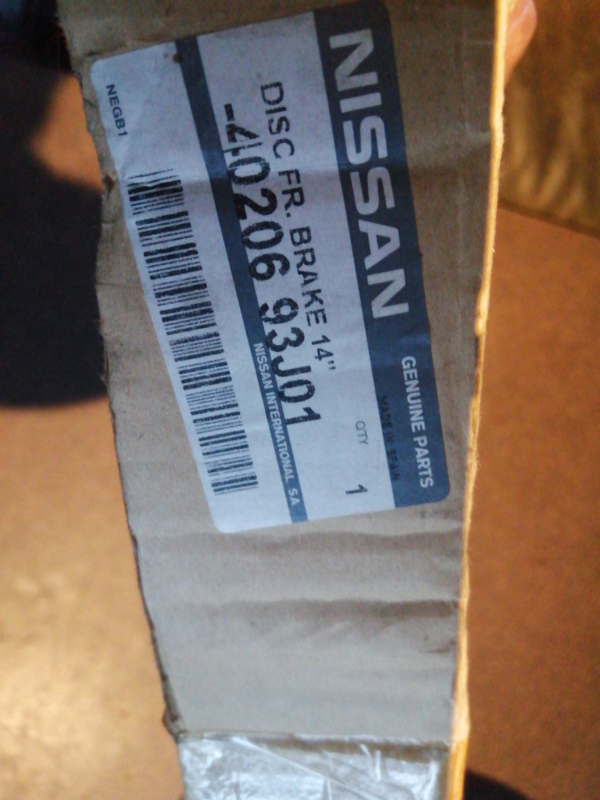 NISSAN GENUINE PARTS
MADE IN SPAIN
DISC FR. BRAKE 14" QTY 1
-40206 93J01
NISSAN INTERNATIONAL SA
NEGB1